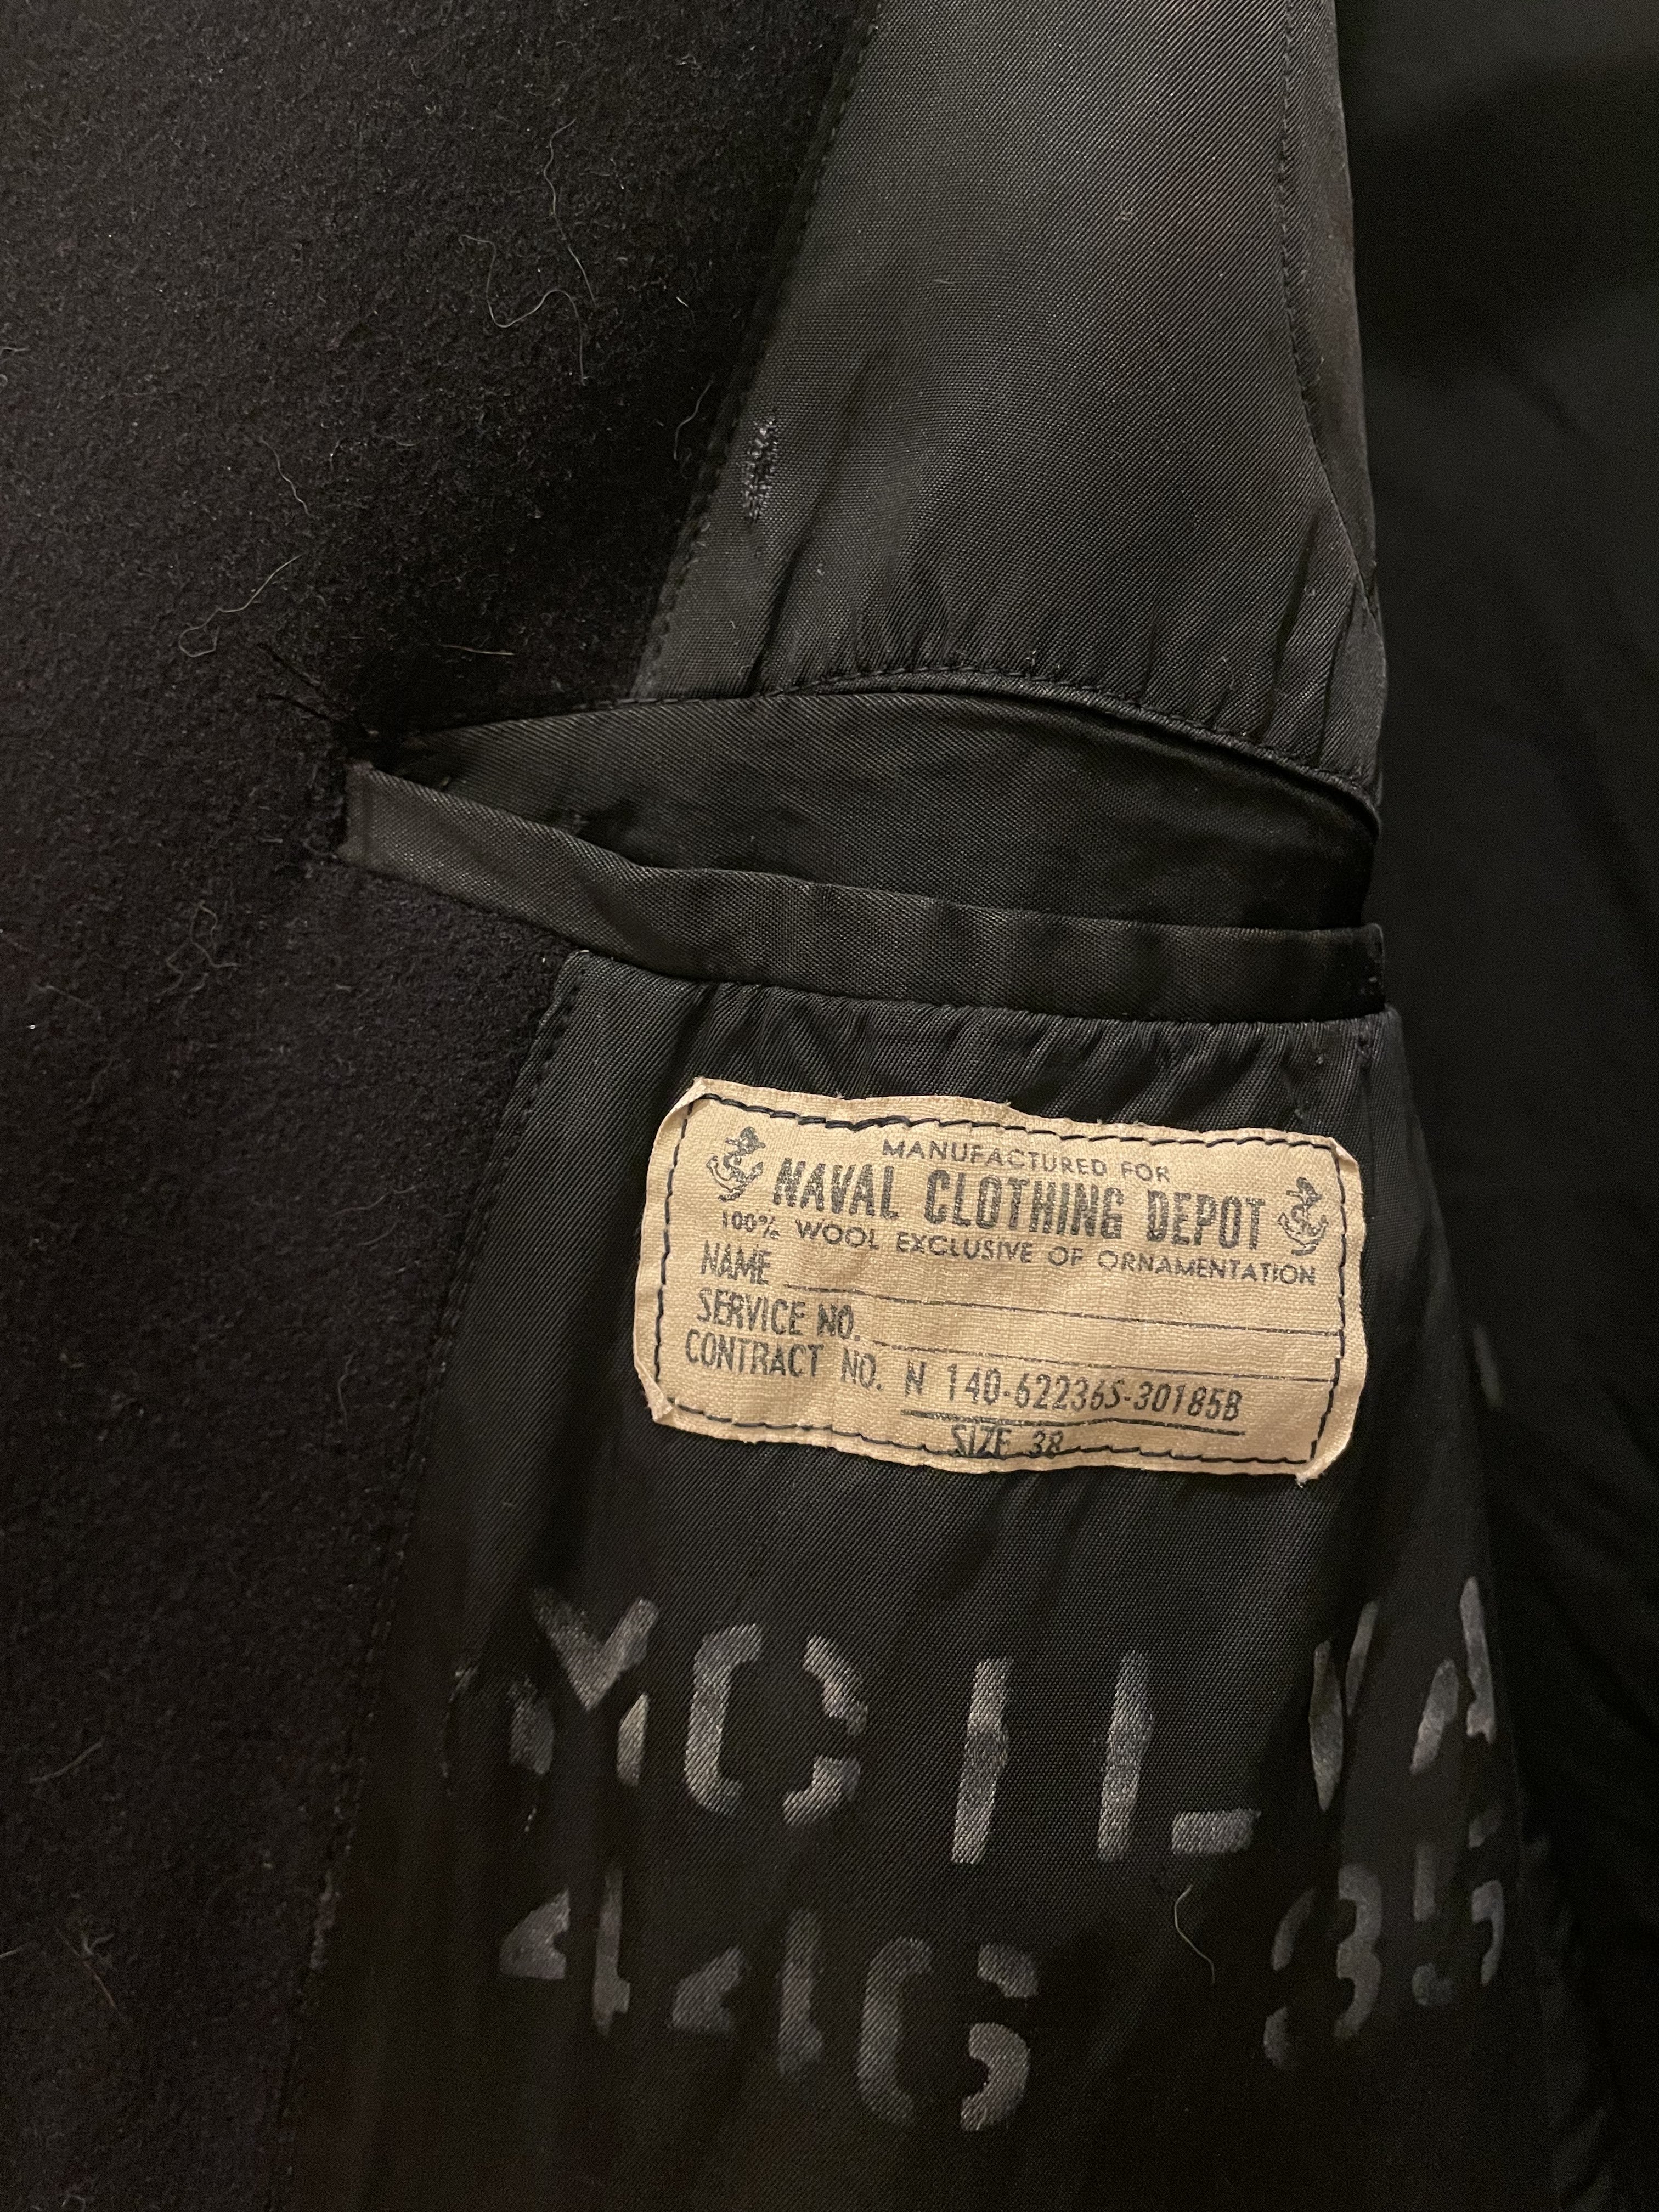 MANUFACTURED FOR
NAVAL CLOTHING DEPOT
100% WOOL EXCLUSIVE OF ORNAMENTATION
NAME
SERVICE NO.
CONTRACT NO. N 140-62236S-30185B
SIZE 38